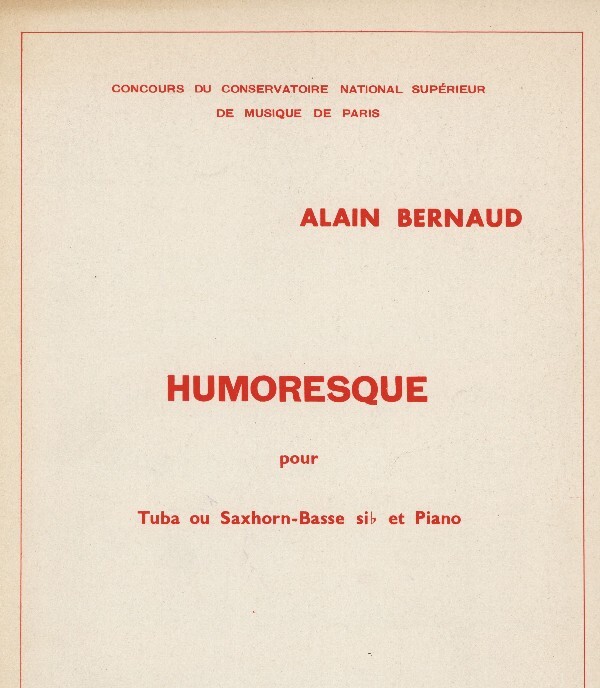 CONCOURS DU CONSERVATOIRE NATIONAL SUPÉRIEUR
DE MUSIQUE DE PARIS
ALAIN BERNAUD
HUMORESQUE
pour
Tuba ou Saxhorn-Basse si♭ et Piano